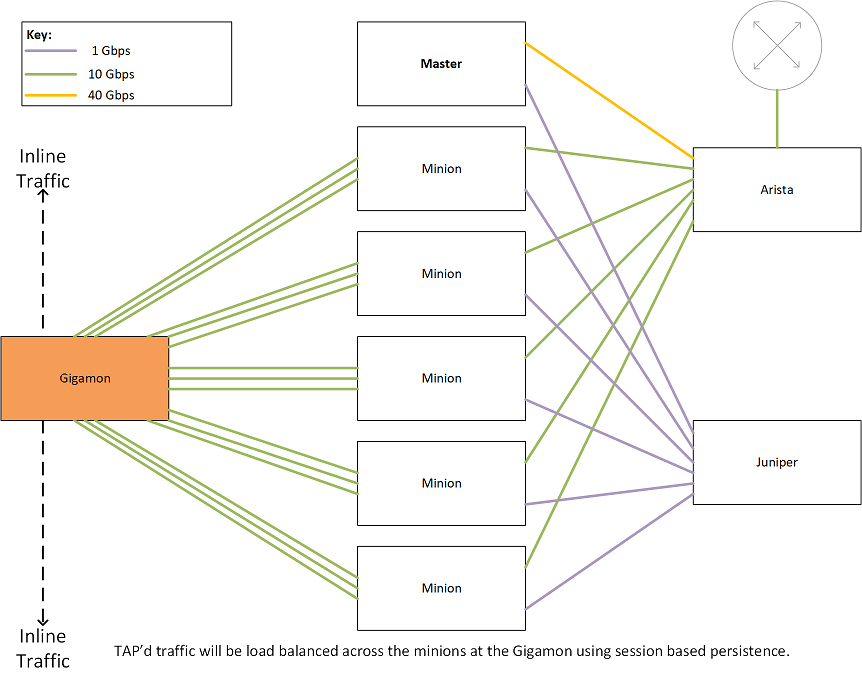 Key:
1 Gbps
10 Gbps
40 Gbps
Master
Inline
Traffic
Minion
Arista
Minion
Gigamon
Minion
Minion
Juniper
Minion
Inline
Traffic
TAP'd traffic will be load balanced across the minions at the Gigamon using session based persistence.